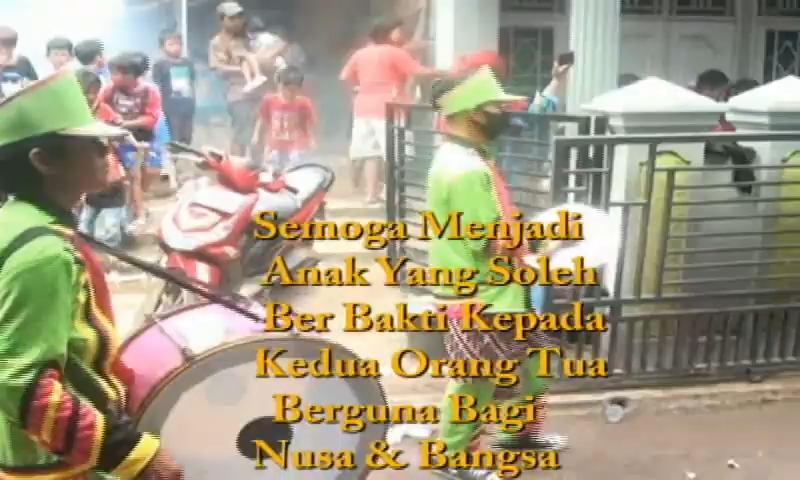 Semoga Menjadi
Anak Yang Soleh
Ber Bakti Kepada
Kedua Orang Tua
Berguna Bagi
Nusa & Bangsa